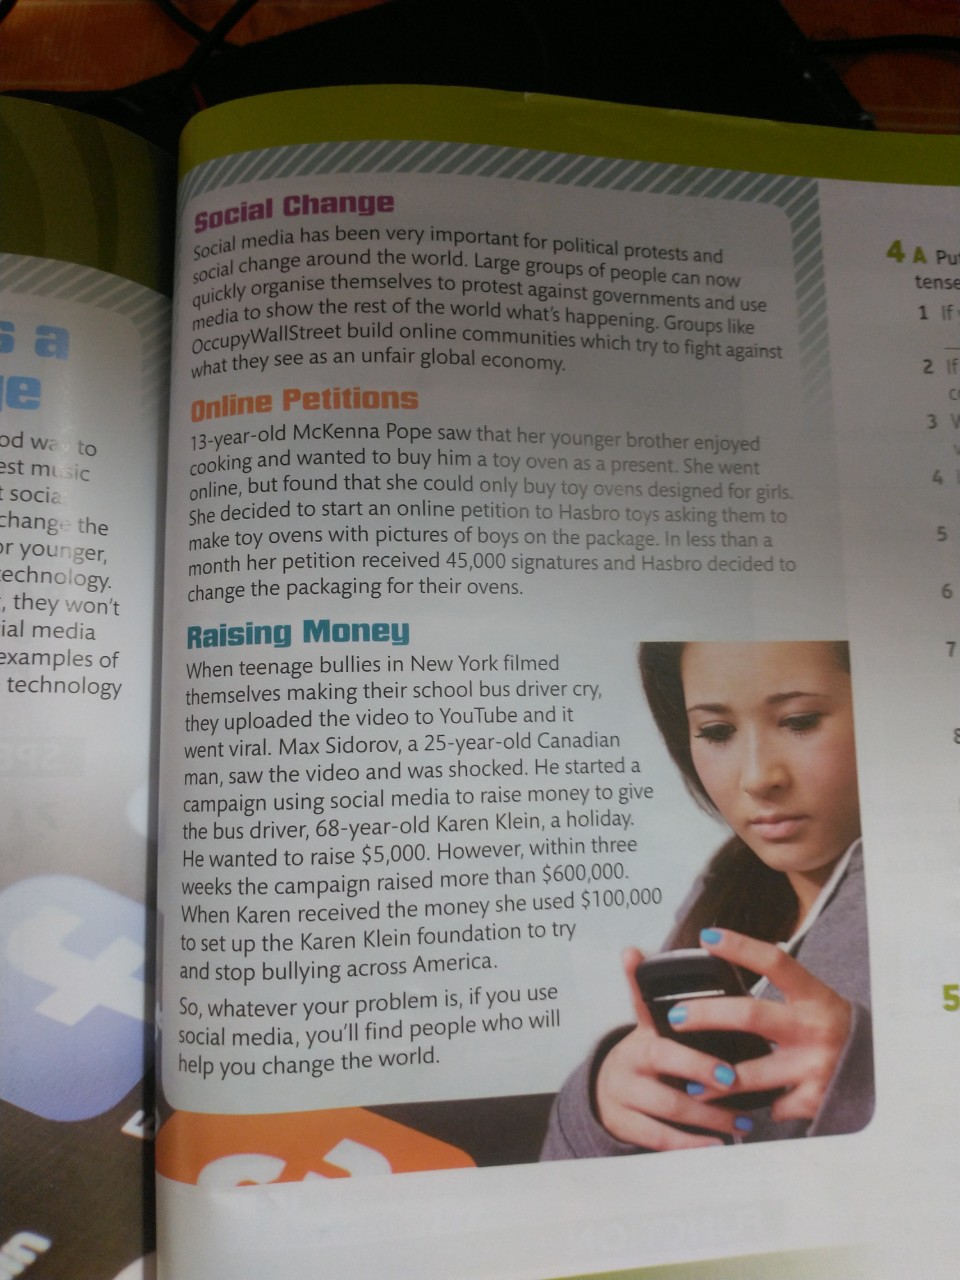 s a
ge
od way to
est music
t social
change the
or younger,
technology.
, they won't
ial media
examples of
technology
Social Change
Social media has been very important for political protests and
social change around the world. Large groups of people can now
quickly organise themselves to protest against governments and use
media to show the rest of the world what's happening. Groups like
OccupyWallStreet build online communities which try to fight against
what they see as an unfair global economy.
Online Petitions
13-year-old McKenna Pope saw that her younger brother enjoyed
cooking and wanted to buy him a toy oven as a present. She went
online, but found that she could only buy toy ovens designed for girls.
She decided to start an online petition to Hasbro toys asking them to
make toy ovens with pictures of boys on the package. In less than a
month her petition received 45,000 signatures and Hasbro decided to
change the packaging for their ovens.
Raising Money
When teenage bullies in New York filmed
themselves making their school bus driver cry,
they uploaded the video to YouTube and it
went viral. Max Sidorov, a 25-year-old Canadian
man, saw the video and was shocked. He started a
campaign using social media to raise money to give
the bus driver, 68-year-old Karen Klein, a holiday.
He wanted to raise $5,000. However, within three
weeks the campaign raised more than $600,000.
When Karen received the money she used $100,000
to set up the Karen Klein foundation to try
and stop bullying across America.
So, whatever your problem is, if you use
social media, you'll find people who will
help you change the world.
4 A Put
tense
1 If
2 If
3
4
5
6
7
8
5